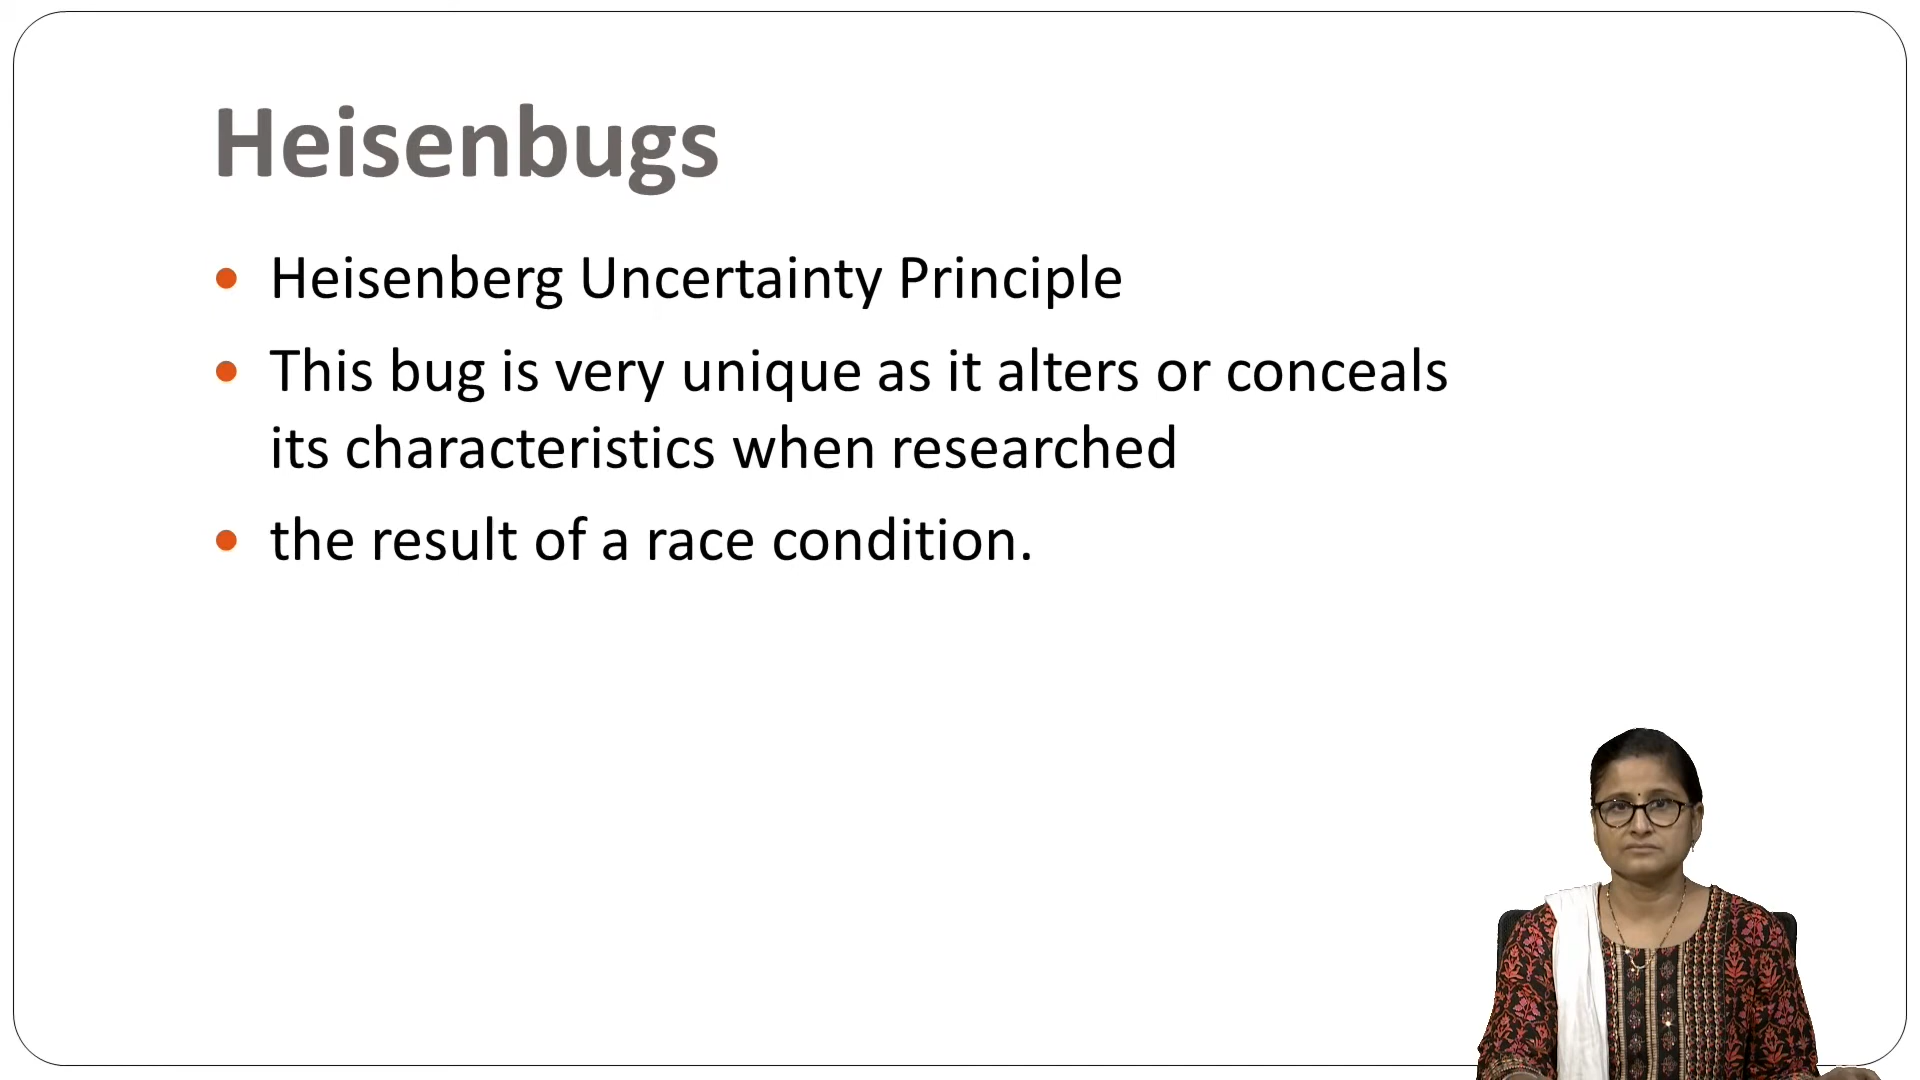 Heisenbugs
Heisenberg Uncertainty Principle
This bug is very unique as it alters or conceals
its characteristics when researched
the result of a race condition.